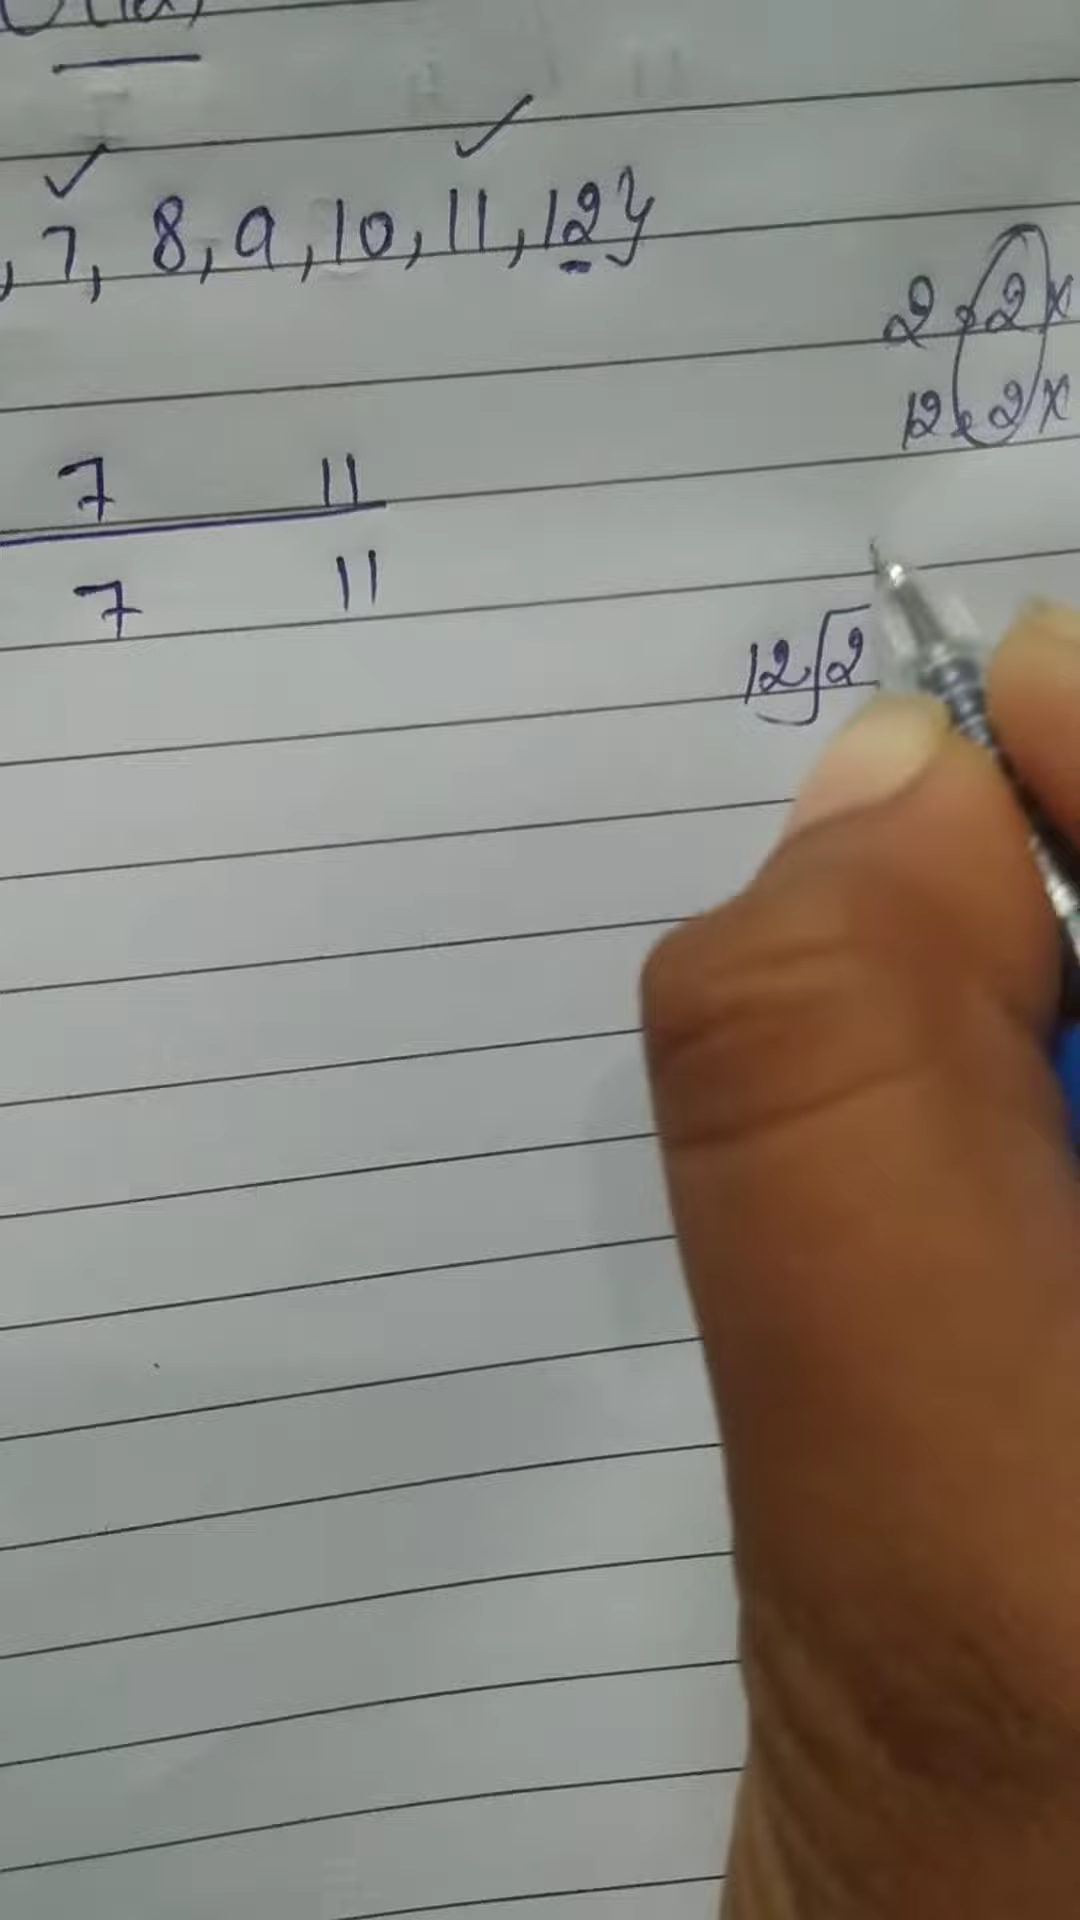 , 7, 8, 9, 10, 11, 12}
2, 2 x
12, 2 x
7 11
7 11
12 2